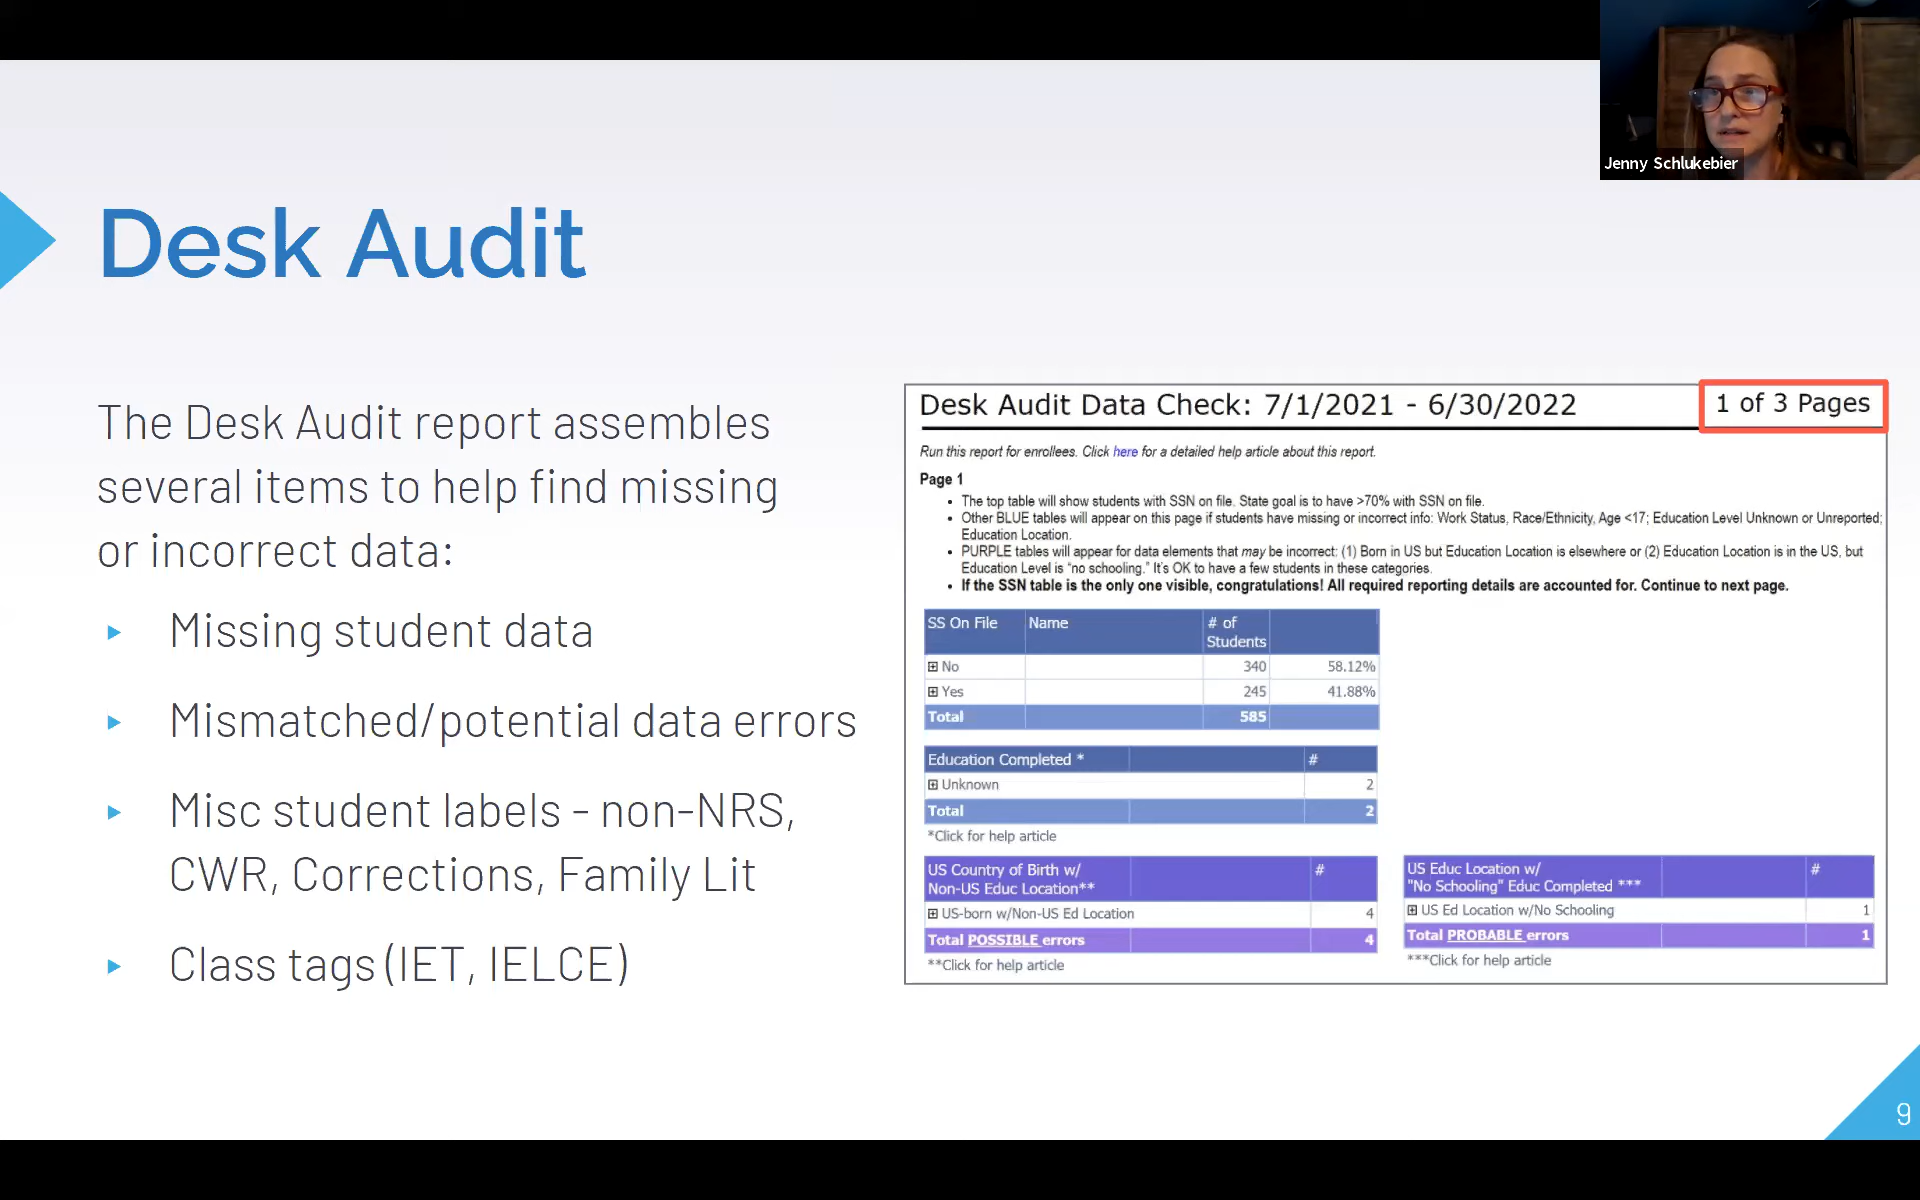 Jenny Schlukebier
Desk Audit
The Desk Audit report assembles
several items to help find missing
or incorrect data:
Missing student data
Mismatched/potential data errors
Misc student labels - non-NRS,
CWR, Corrections, Family Lit
Class tags (IET, IELCE)
Desk Audit Data Check: 7/1/2021 - 6/30/2022
1 of 3 Pages
Run this report for enrollees. Click here for a detailed help article about this report.
Page 1
The top table will show students with SSN on file. State goal is to have >70% with SSN on file.
Other BLUE tables will appear on this page if students have missing or incorrect info: Work Status, Race/Ethnicity, Age <17; Education Level Unknown or Unreported;
Education Location.
PURPLE tables will appear for data elements that may be incorrect: (1) Born in US but Education Location is elsewhere or (2) Education Location is in the US, but
Education Level is "no schooling." It's OK to have a few students in these categories.
If the SSN table is the only one visible, congratulations! All required reporting details are accounted for. Continue to next page.
SS On File Name # of
Students
No 340 58.12%
Yes 245 41.88%
Total 585
Education Completed * #
Unknown 2
Total 2
*Click for help article
US Country of Birth w/ #
Non-US Educ Location**
US-born w/Non-US Ed Location 4
Total POSSIBLE errors 4
**Click for help article
US Educ Location w/ #
"No Schooling" Educ Completed ***
US Ed Location w/No Schooling 1
Total PROBABLE errors 1
***Click for help article
9